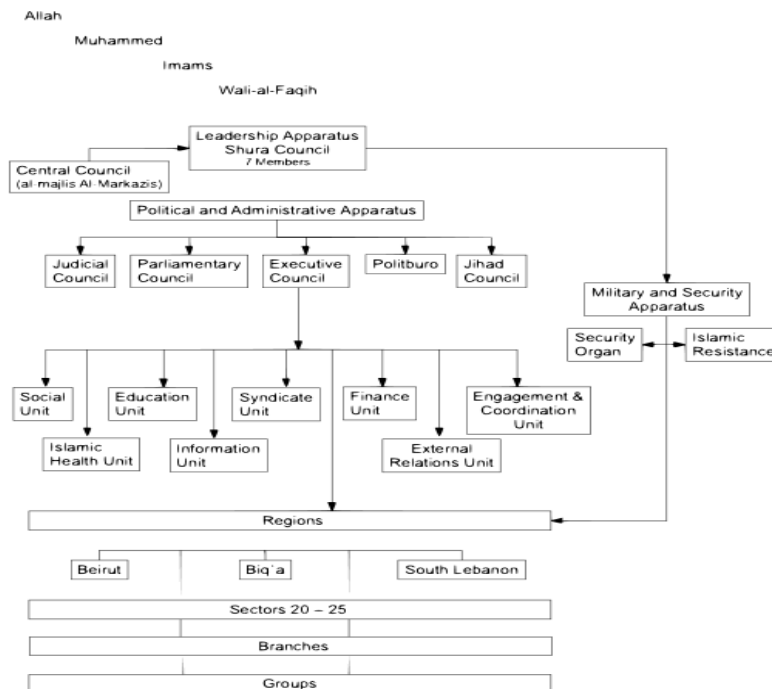 Allah
Muhammed
Imams
Wali-al-Faqih
Leadership Apparatus
Shura Council
7 Members
Central Council
(al-majlis Al-Markazis)
Political and Administrative Apparatus
Judicial
Council
Parliamentary
Council
Executive
Council
Politburo
Jihad
Council
Military and Security
Apparatus
Security
Organ
Islamic
Resistance
Social
Unit
Education
Unit
Syndicate
Unit
Finance
Unit
Engagement &
Coordination
Unit
Islamic
Health Unit
Information
Unit
External
Relations Unit
Regions
Beirut
Biq`a
South Lebanon
Sectors 20 – 25
Branches
Groups